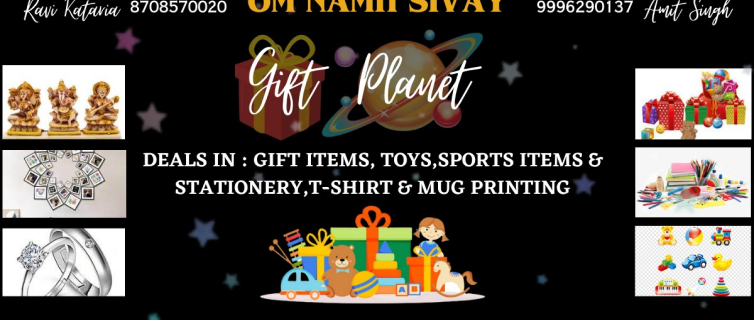 Ravi Kataria 8708570020 OM NAMH SIVAY 9996290137 Amit Singh
Gift Planet
DEALS IN : GIFT ITEMS, TOYS,SPORTS ITEMS &
STATIONERY,T-SHIRT & MUG PRINTING